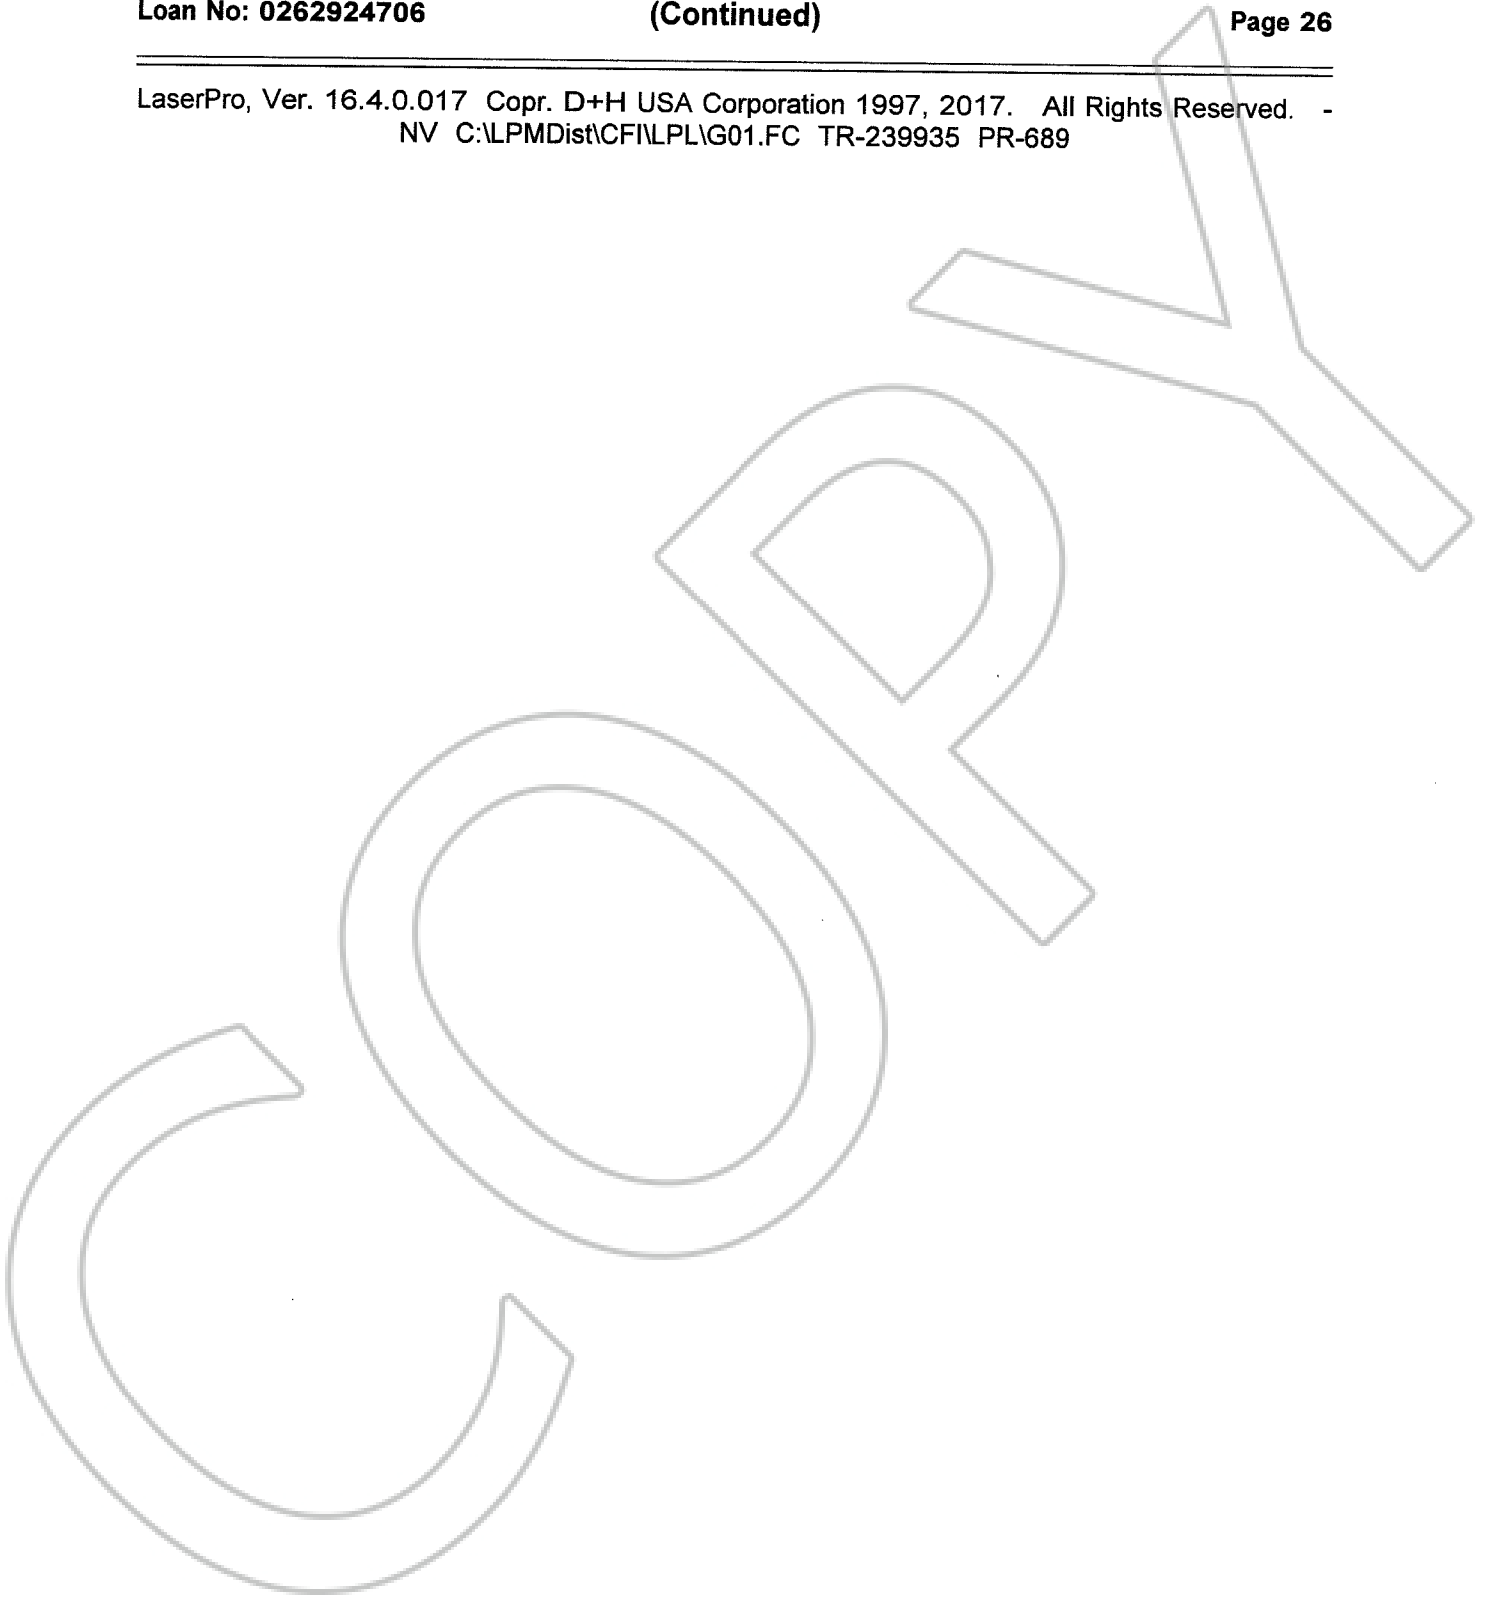 Loan No: 0262924706 (Continued) Page 26
LaserPro, Ver. 16.4.0.017 Copr. D+H USA Corporation 1997, 2017. All Rights Reserved. -
NV C:\LPMDist\CFI\LPL\G01.FC TR-239935 PR-689
COPY